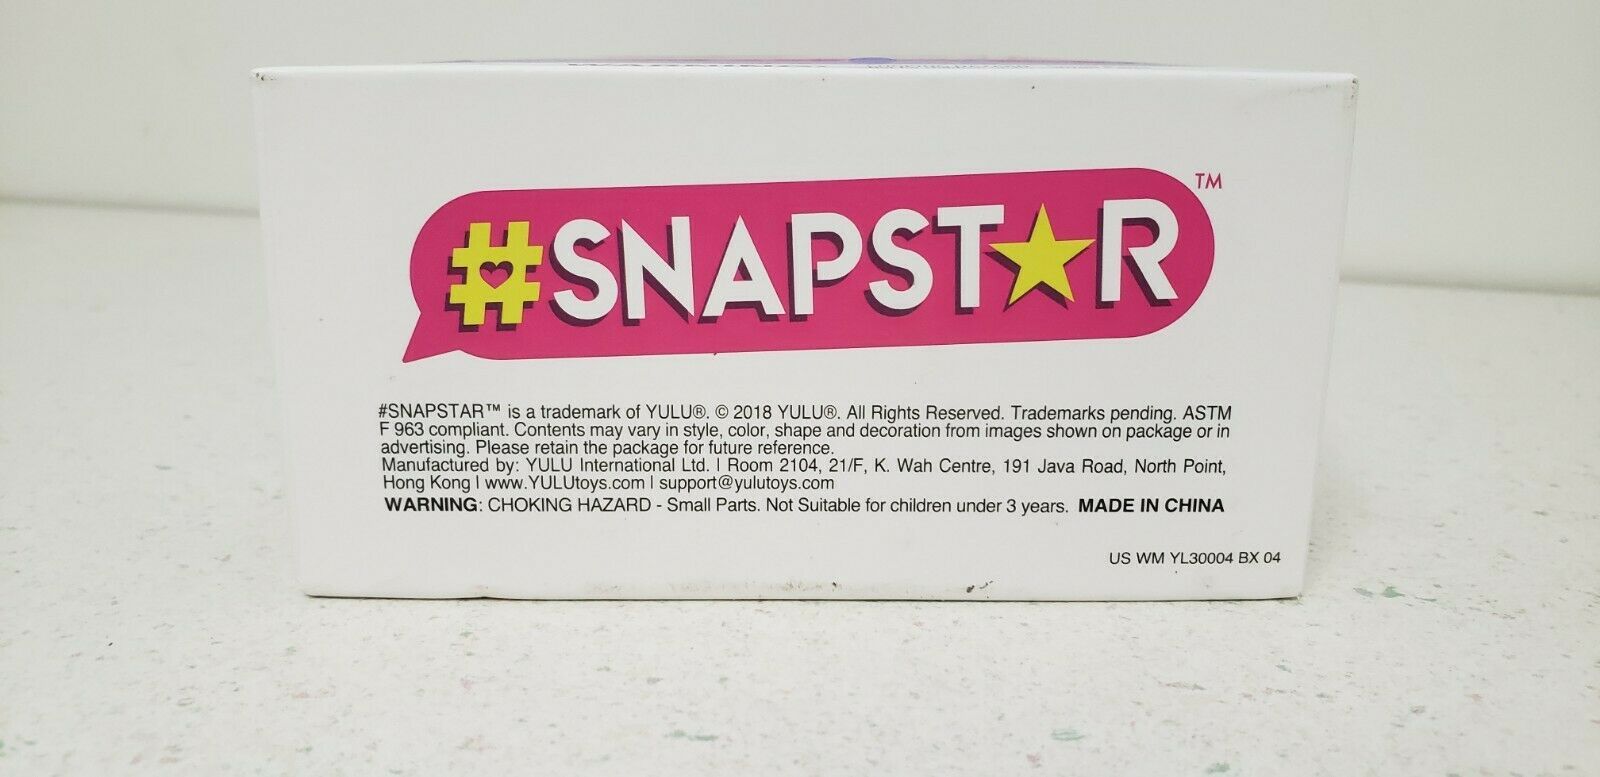 #SNAPSTAR™
#SNAPSTAR™ is a trademark of YULU®. © 2018 YULU®. All Rights Reserved. Trademarks pending. ASTM
F 963 compliant. Contents may vary in style, color, shape and decoration from images shown on package or in
advertising. Please retain the package for future reference.
Manufactured by: YULU International Ltd. I Room 2104, 21/F, K. Wah Centre, 191 Java Road, North Point,
Hong Kong I www.YULUtoys.com I support@yulutoys.com
WARNING: CHOKING HAZARD - Small Parts. Not Suitable for children under 3 years. MADE IN CHINA
US WM YL30004 BX 04